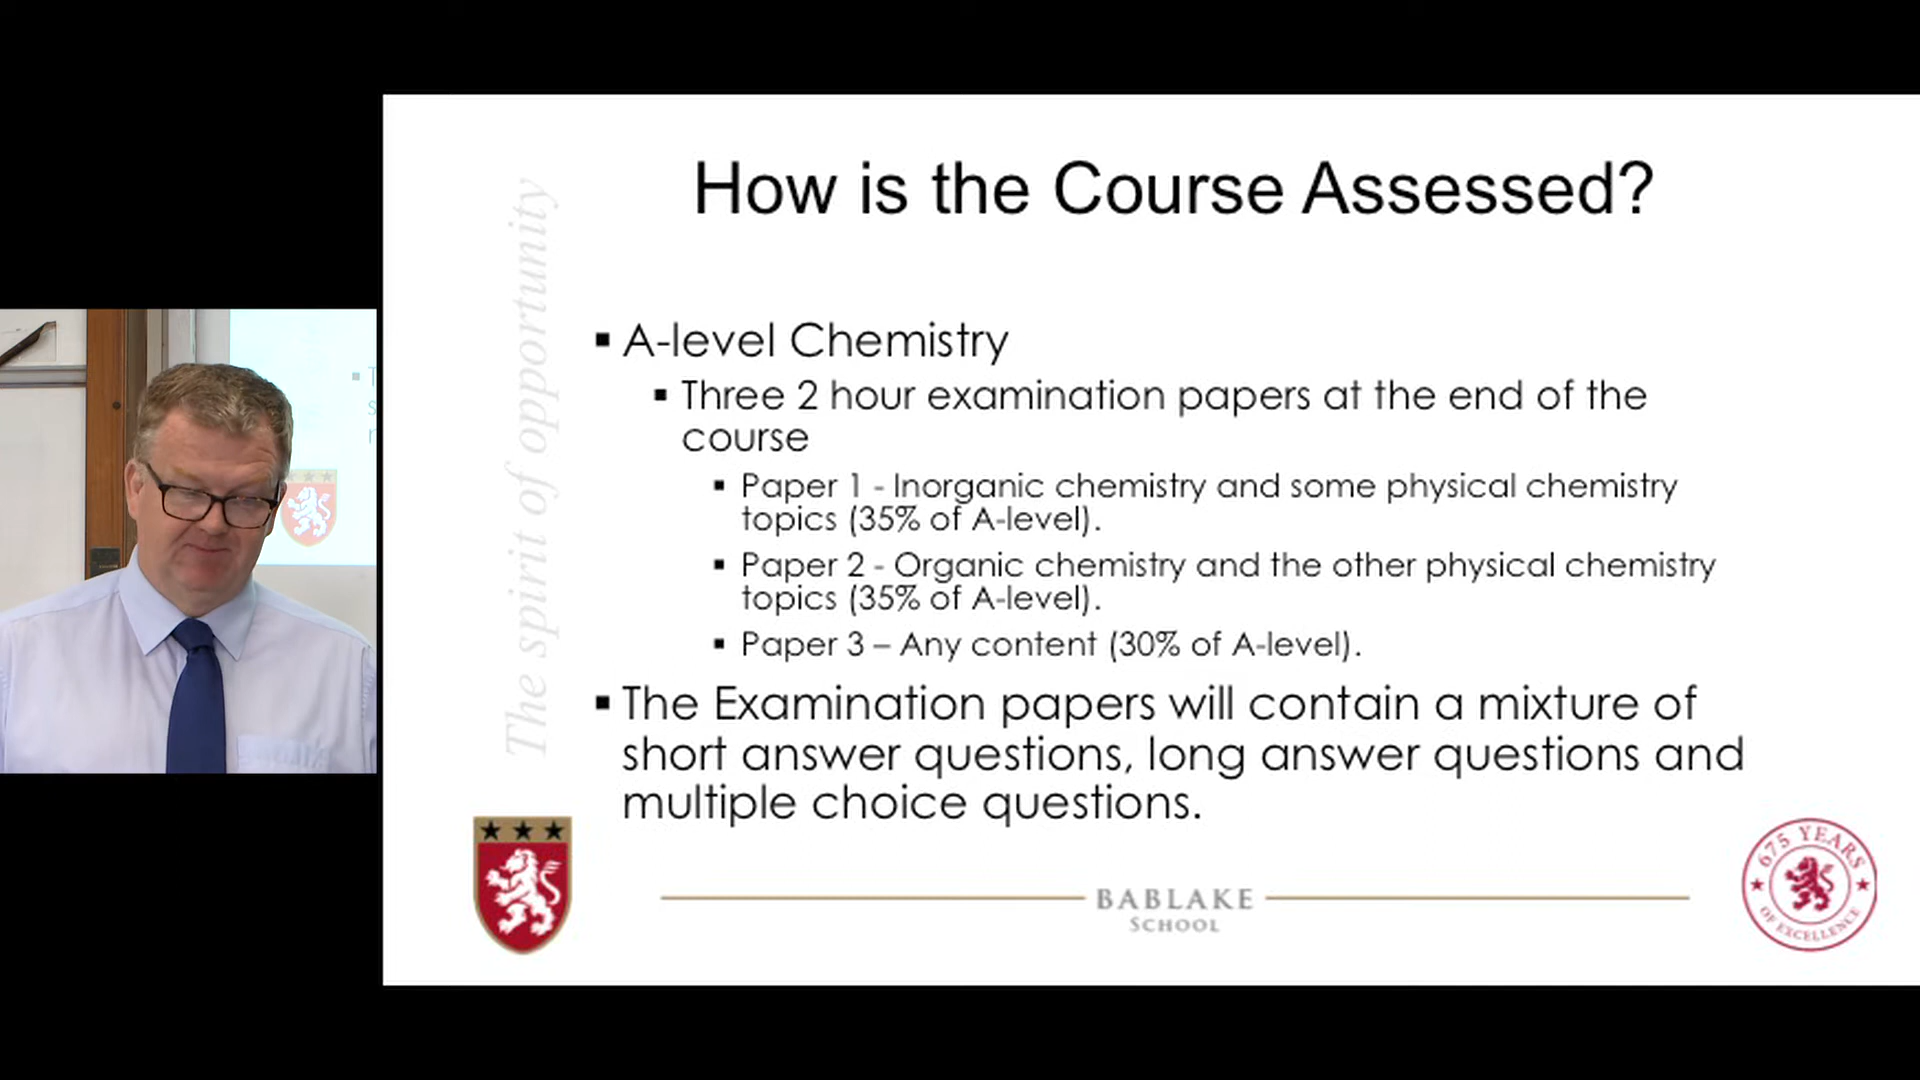 How is the Course Assessed?
The spirit of opportunity
▪ A-level Chemistry
▪ Three 2 hour examination papers at the end of the
course
▪ Paper 1 - Inorganic chemistry and some physical chemistry
topics (35% of A-level).
▪ Paper 2 - Organic chemistry and the other physical chemistry
topics (35% of A-level).
▪ Paper 3 – Any content (30% of A-level).
▪ The Examination papers will contain a mixture of
short answer questions, long answer questions and
multiple choice questions.
BABLAKE
SCHOOL
675 YEARS
OF EXCELLENCE